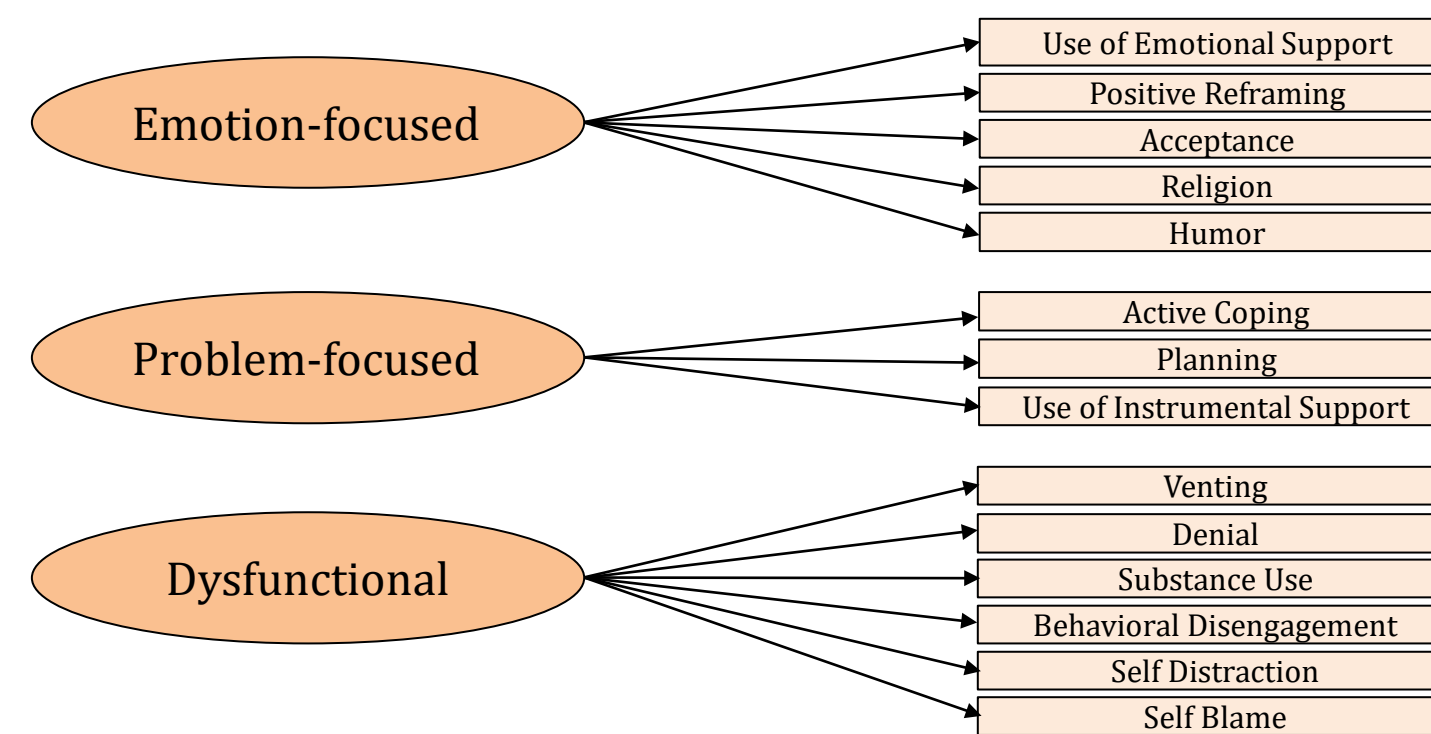 Emotion-focused
Use of Emotional Support
Positive Reframing
Acceptance
Religion
Humor
Problem-focused
Active Coping
Planning
Use of Instrumental Support
Dysfunctional
Venting
Denial
Substance Use
Behavioral Disengagement
Self Distraction
Self Blame